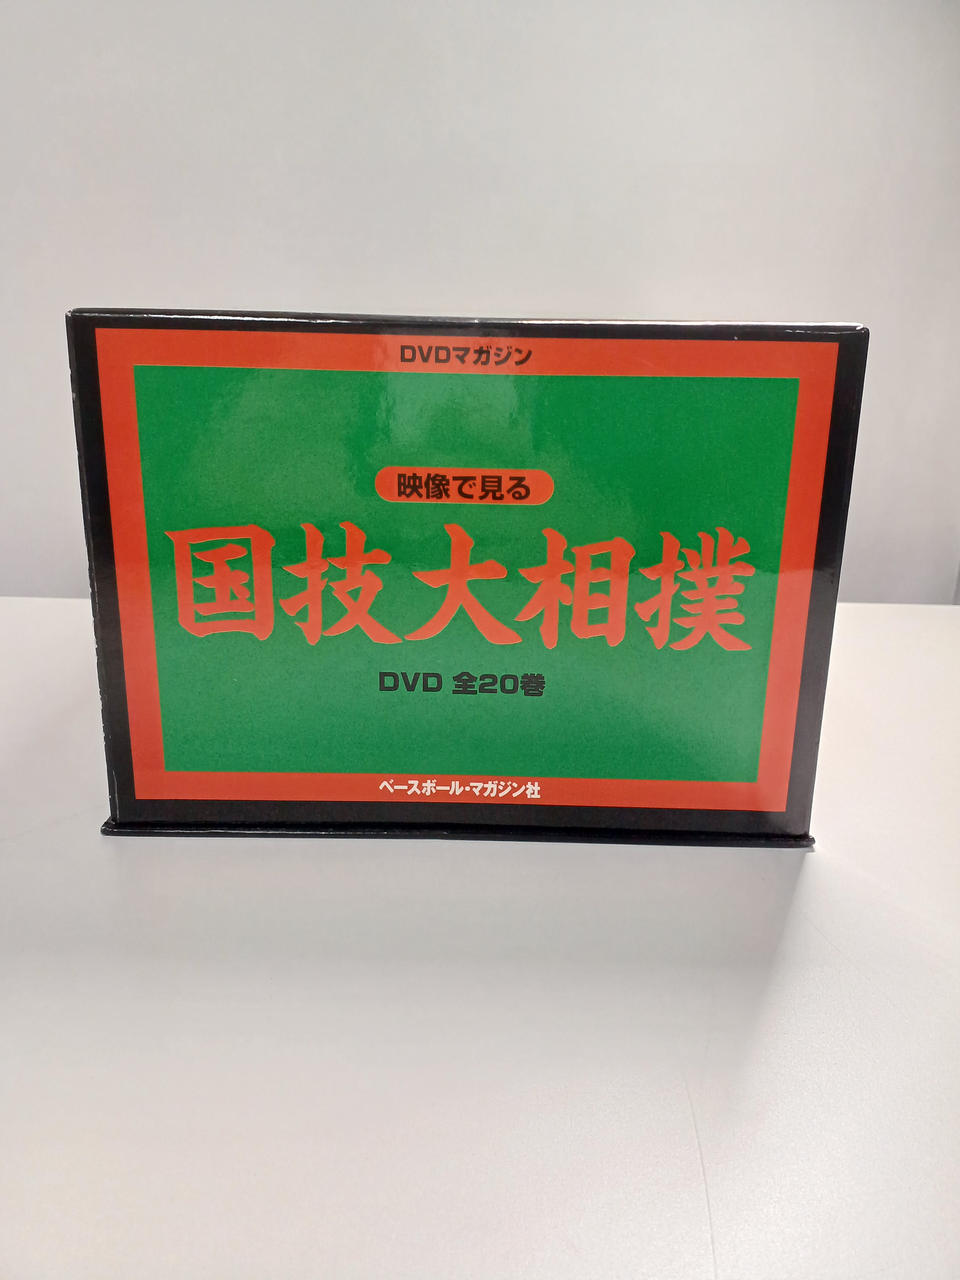 DVDマガジン
映像で見る
国技大相撲
DVD 全20巻
ベースボール・マガジン社